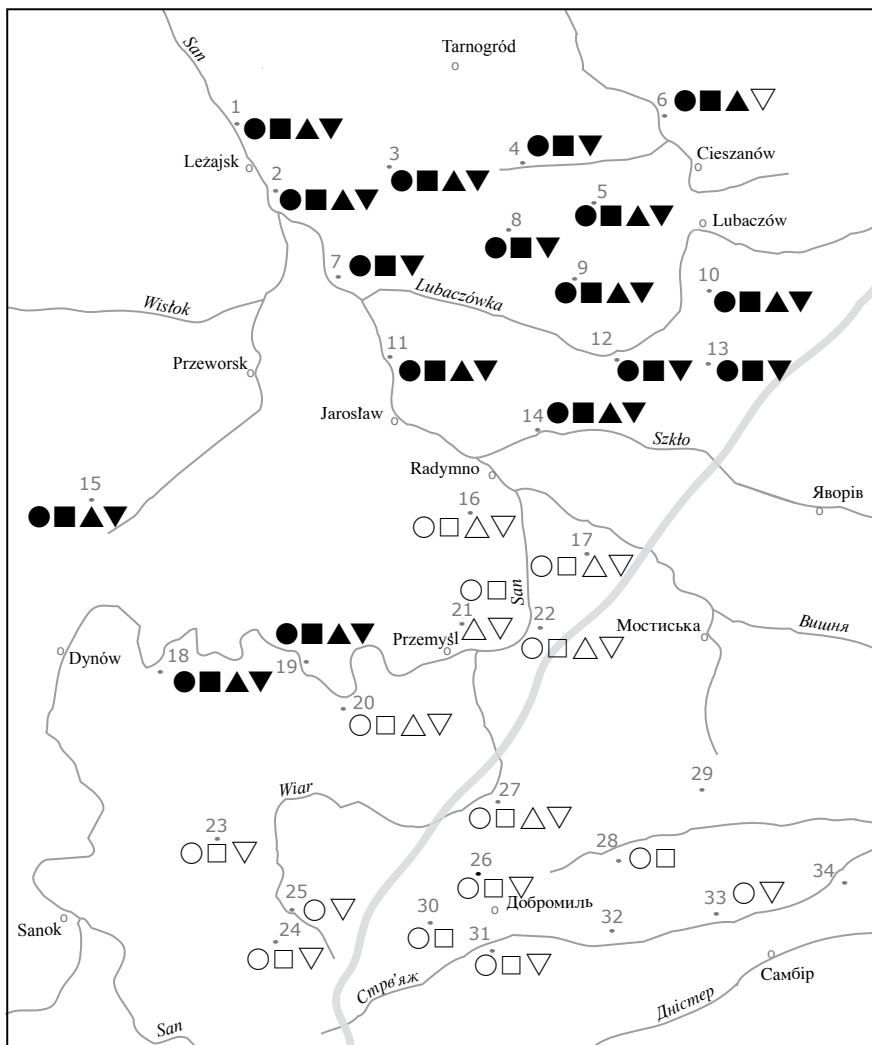 San
Tarnogród
6
1
3
4
Cieszanów
Leżajsk
2
5
8
Lubaczów
7
9
10
Lubaczówka
Wisłok
11
12
13
Przeworsk
Jarosław
14
Szkło
Radymno
15
16
Яворів
17
San
21
22
Мостиська
Вишня
Przemyśl
Dynów
18
19
20
29
Wiar
27
23
28
26
34
25
33
30
Добромиль
Sanok
24
32
31
Самбір
Стрв'яж
Дністер
San